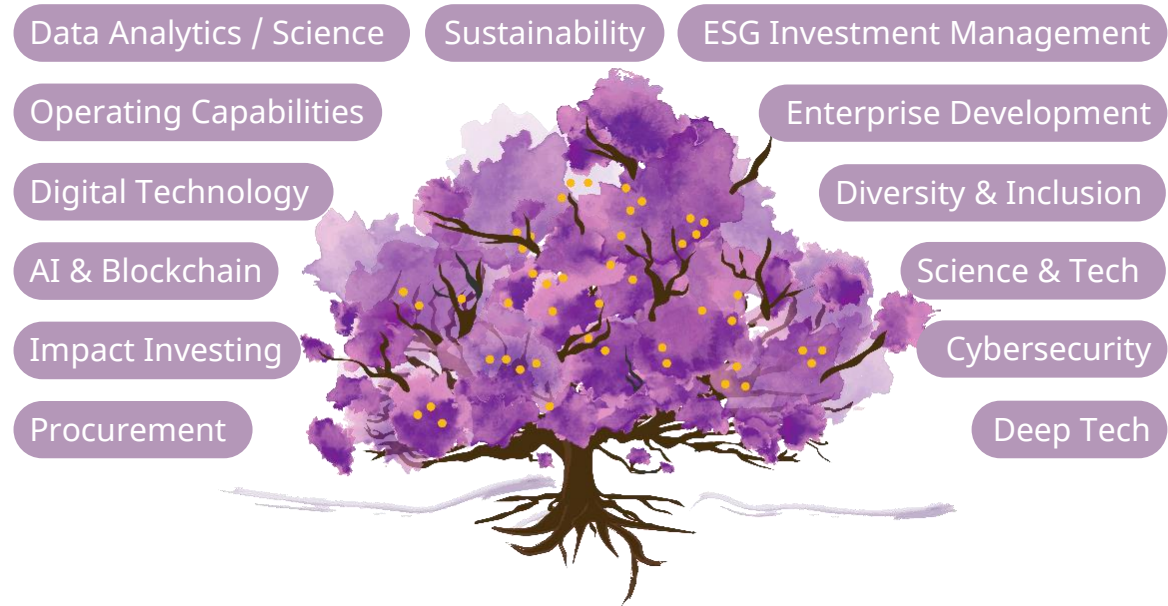 Data Analytics / Science
Sustainability
ESG Investment Management
Operating Capabilities
Enterprise Development
Digital Technology
Diversity & Inclusion
AI & Blockchain
Science & Tech
Impact Investing
Cybersecurity
Procurement
Deep Tech